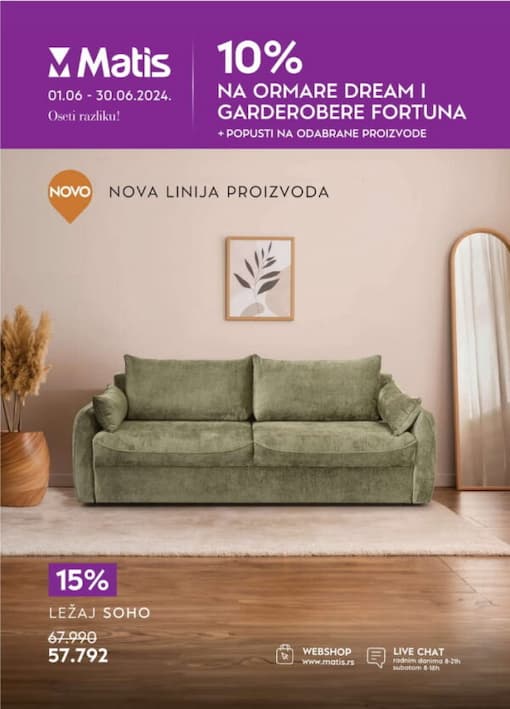 Matis
01.06 - 30.06.2024.
Oseti razliku!
10%
NA ORMARE DREAM I
GARDEROBERE FORTUNA
+ POPUSTI NA ODABRANE PROIZVODE
NOVO
NOVA LINIJA PROIZVODA
15%
LEŽAJ SOHO
67.990
57.792
WEBSHOP
www.matis.rs
LIVE CHAT
radnim danima 8-21h
subotom 8-18h